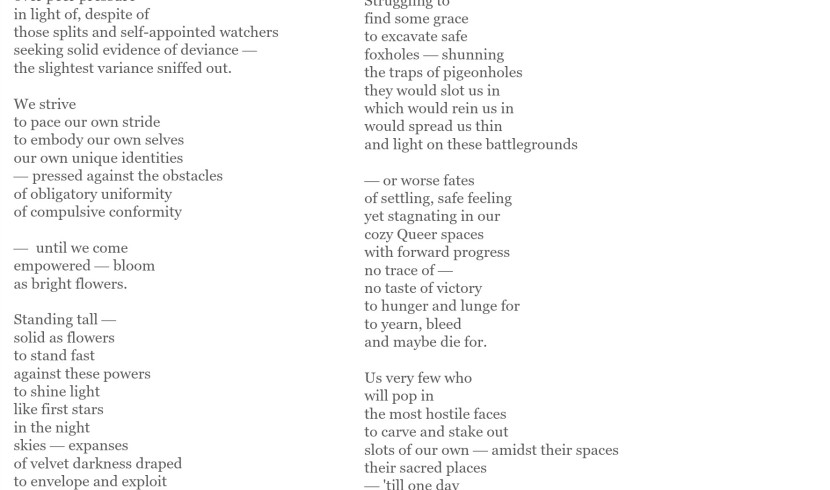 over peer pressure
in light of, despite of
those splits and self-appointed watchers
seeking solid evidence of deviance —
the slightest variance sniffed out.

We strive
to pace our own stride
to embody our own selves
our own unique identities
— pressed against the obstacles
of obligatory uniformity
of compulsive conformity

—  until we come
empowered — bloom
as bright flowers.

Standing tall —
solid as flowers
to stand fast
against these powers
to shine light
like first stars
in the night
skies — expanses
of velvet darkness draped
to envelope and exploit

Struggling to
find some grace
to excavate safe
foxholes — shunning
the traps of pigeonholes
they would slot us in
which would rein us in
would spread us thin
and light on these battlegrounds

— or worse fates
of settling, safe feeling
yet stagnating in our
cozy Queer spaces
with forward progress
no trace of —
no taste of victory
to hunger and lunge for
to yearn, bleed
and maybe die for.

Us very few who
will pop in
the most hostile faces
to carve and stake out
slots of our own — amidst their spaces
their sacred places
— 'till one day